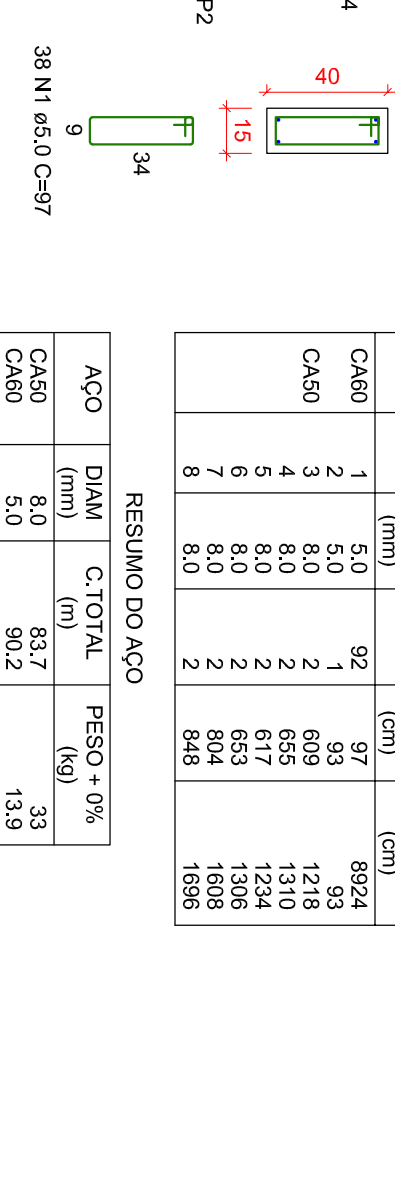 4
40
15
P2
34
9
38 N1 ø5.0 C=97
(mm) (cm) (cm)
CA60 1 5.0 92 97 8924
2 5.0 1 93 93
CA50 3 8.0 2 609 1218
4 8.0 2 655 1310
5 8.0 2 617 1234
6 8.0 2 653 1306
7 8.0 2 804 1608
8 8.0 2 848 1696
RESUMO DO AÇO
AÇO DIAM C.TOTAL PESO + 0%
(mm) (m) (kg)
CA50 8.0 83.7 33
CA60 5.0 90.2 13.9